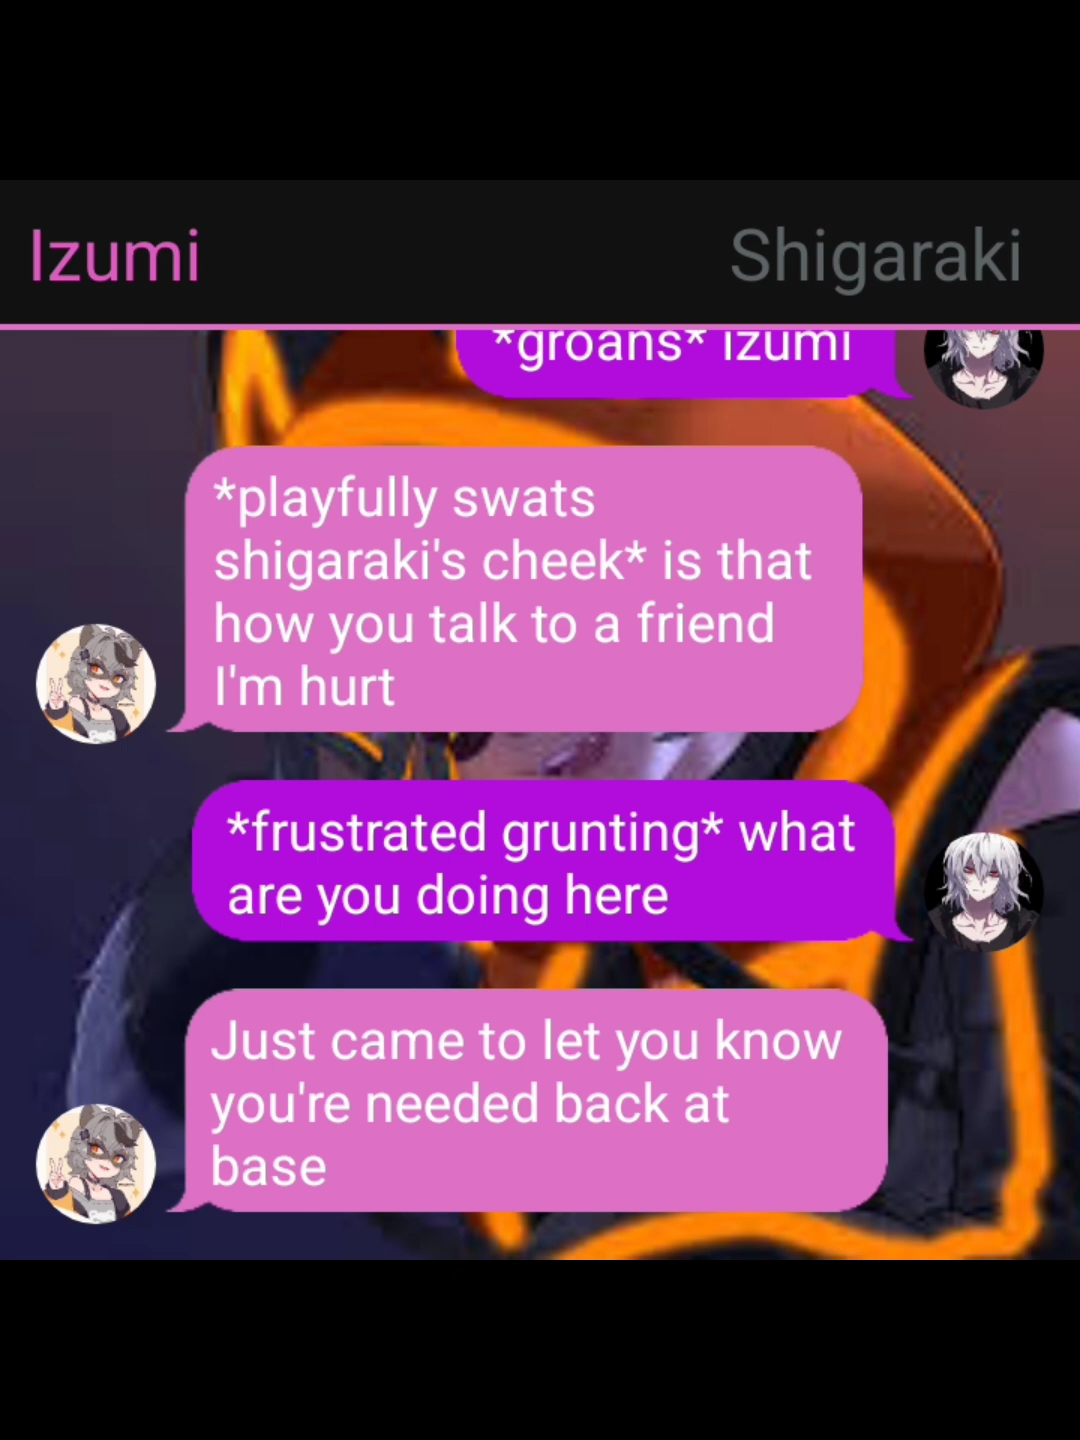 Izumi
Shigaraki
*groans* izumi
*playfully swats
shigaraki's cheek* is that
how you talk to a friend
I'm hurt
*frustrated grunting* what
are you doing here
Just came to let you know
you're needed back at
base